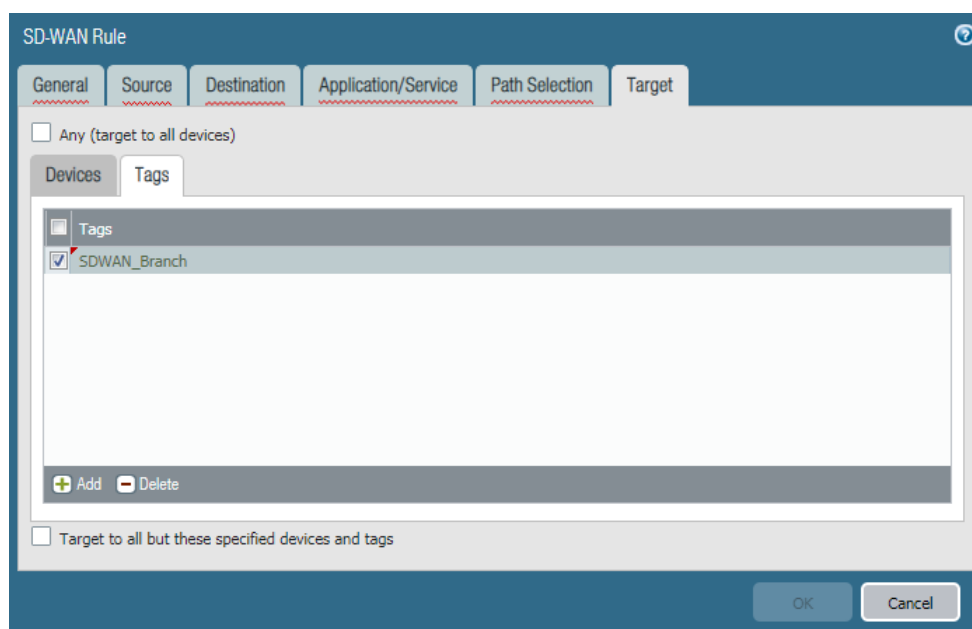 SD-WAN Rule
General Source Destination Application/Service Path Selection Target
Any (target to all devices)
Devices Tags
Tags
SDWAN_Branch
Add Delete
Target to all but these specified devices and tags
OK Cancel